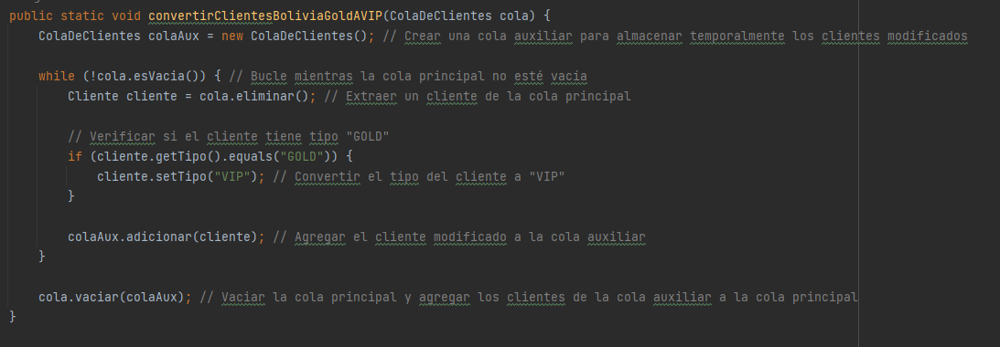 public static void convertirClientesBoliviaGoldAVIP(ColaDeClientes cola) {
    ColaDeClientes colaAux = new ColaDeClientes(); // Crear una cola auxiliar para almacenar temporalmente los clientes modificados
    while (!cola.esVacia()) { // Bucle mientras la cola principal no esté vacía
        Cliente cliente = cola.eliminar(); // Extraer un cliente de la cola principal
        // Verificar si el cliente tiene tipo "GOLD"
        if (cliente.getTipo().equals("GOLD")) {
            cliente.setTipo("VIP"); // Convertir el tipo del cliente a "VIP"
        }
        colaAux.adicionar(cliente); // Agregar el cliente modificado a la cola auxiliar
    }
    cola.vaciar(colaAux); // Vaciar la cola principal y agregar los clientes de la cola auxiliar a la cola principal
}